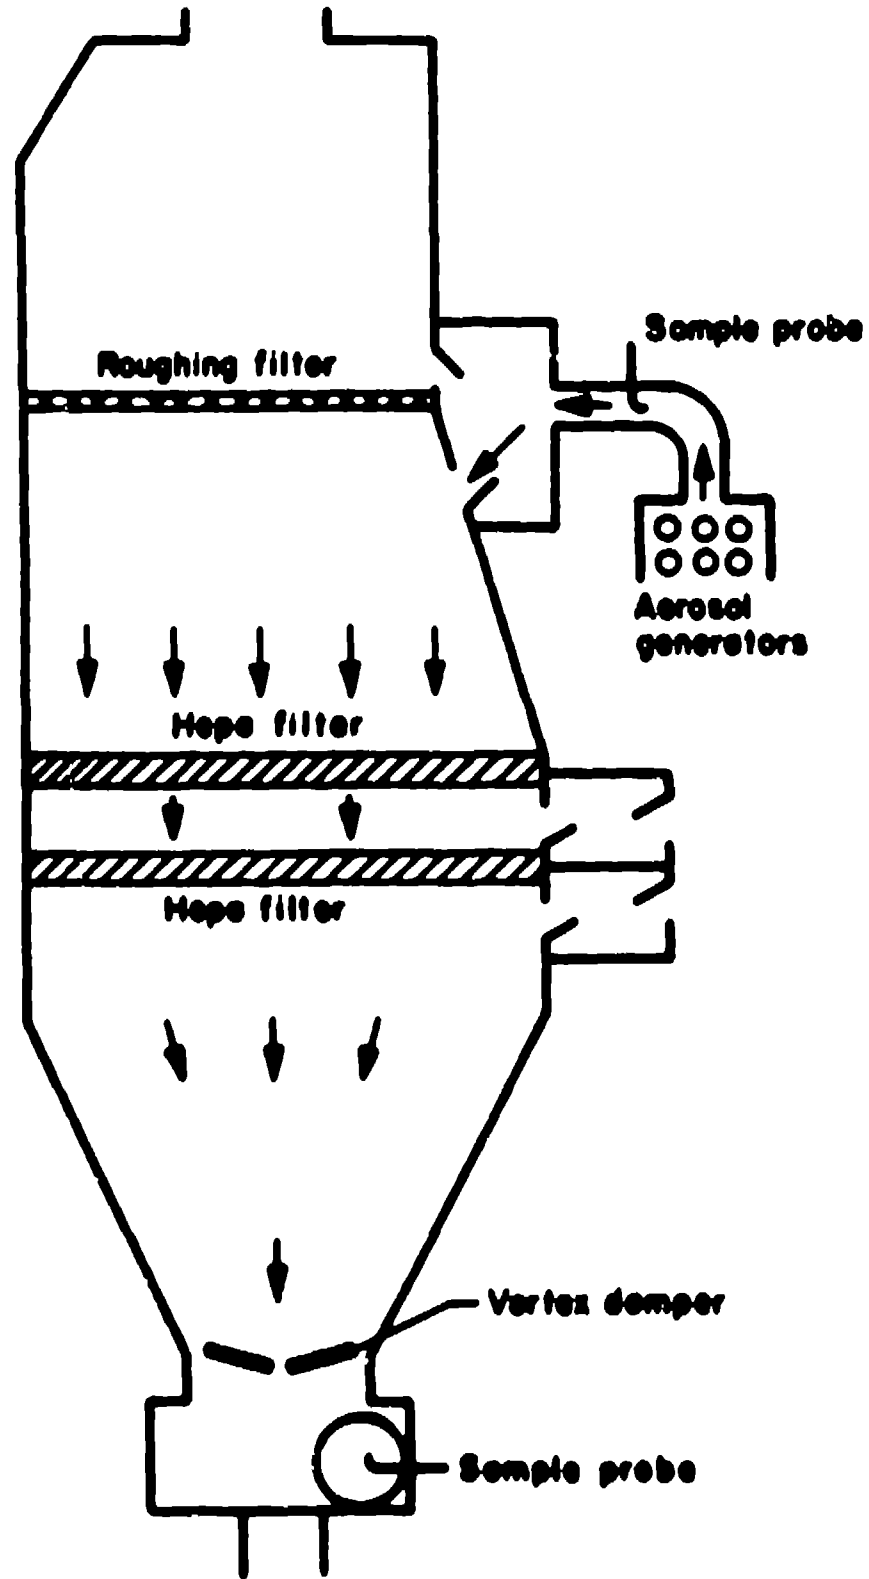 Sample probe
Roughing filter
Aerosol
generators
Hepa filter
Hepa filter
Vortex damper
Sample probe